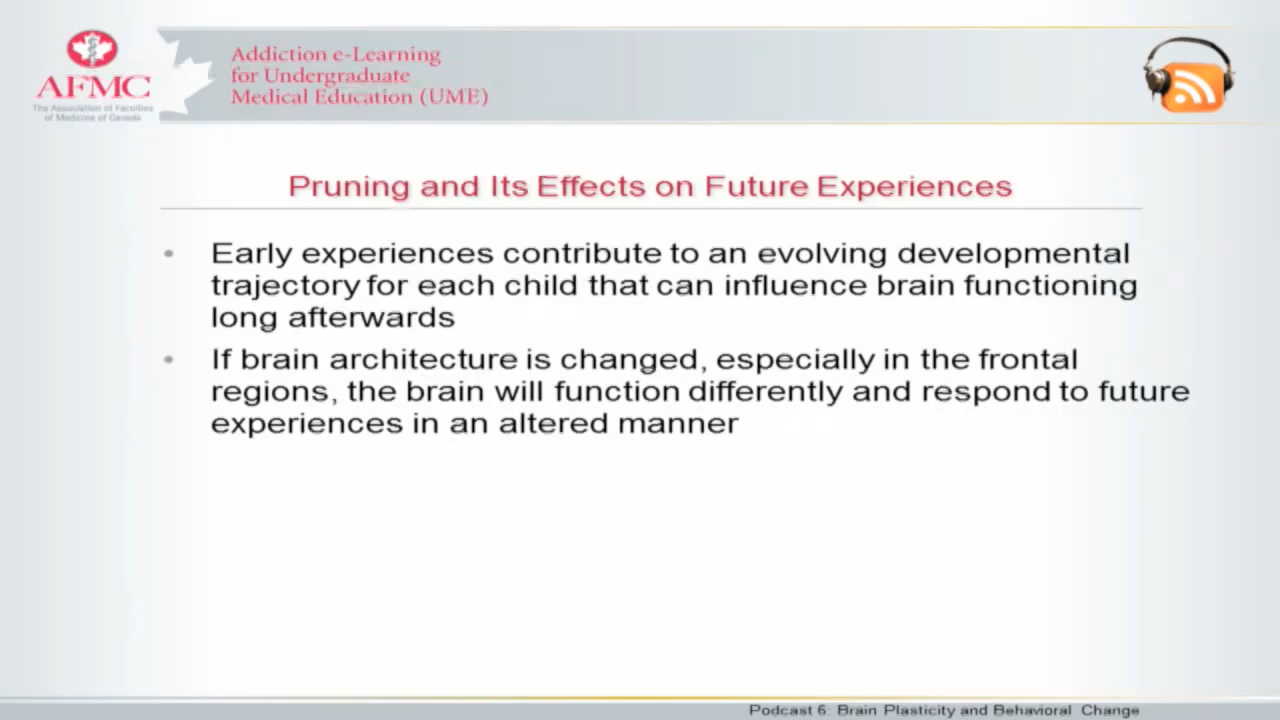 AFMC
The Association of Faculties
of Medicine of Canada
Addiction e-Learning
for Undergraduate
Medical Education (UME)
Pruning and Its Effects on Future Experiences
• Early experiences contribute to an evolving developmental
trajectory for each child that can influence brain functioning
long afterwards
• If brain architecture is changed, especially in the frontal
regions, the brain will function differently and respond to future
experiences in an altered manner
Podcast 6: Brain Plasticity and Behavioral Change